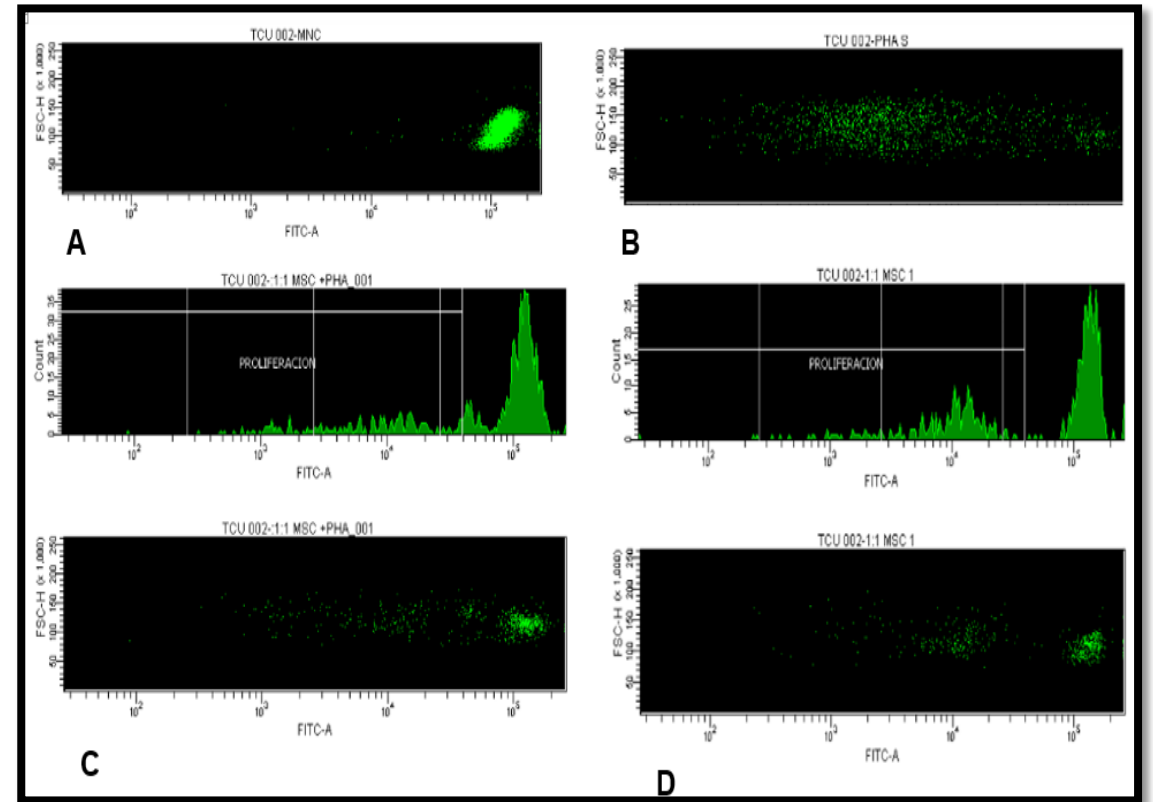 TCU 002-MNC
FSC-H (x 1,000)
50 100 150 200 250
10² 10³ 10⁴ 10⁵
FITC-A
A
TCU 002-PHA S
FSC-H (x 1,000)
50 100 150 200 250
10² 10³ 10⁴ 10⁵
FITC-A
B
TCU 002-:1:1 MSC +PHA_001
Count
0 5 10 15 20 25 30 35
PROLIFERACION
10² 10³ 10⁴ 10⁵
FITC-A
TCU 002-1:1 MSC 1
Count
0 5 10 15 20 25
PROLIFERACION
10² 10³ 10⁴ 10⁵
FITC-A
TCU 002-:1:1 MSC +PHA_001
FSC-H (x 1,000)
50 100 150 200 250
10² 10³ 10⁴ 10⁵
FITC-A
C
TCU 002-1:1 MSC 1
FSC-H (x 1,000)
50 100 150 200 250
10² 10³ 10⁴ 10⁵
FITC-A
D